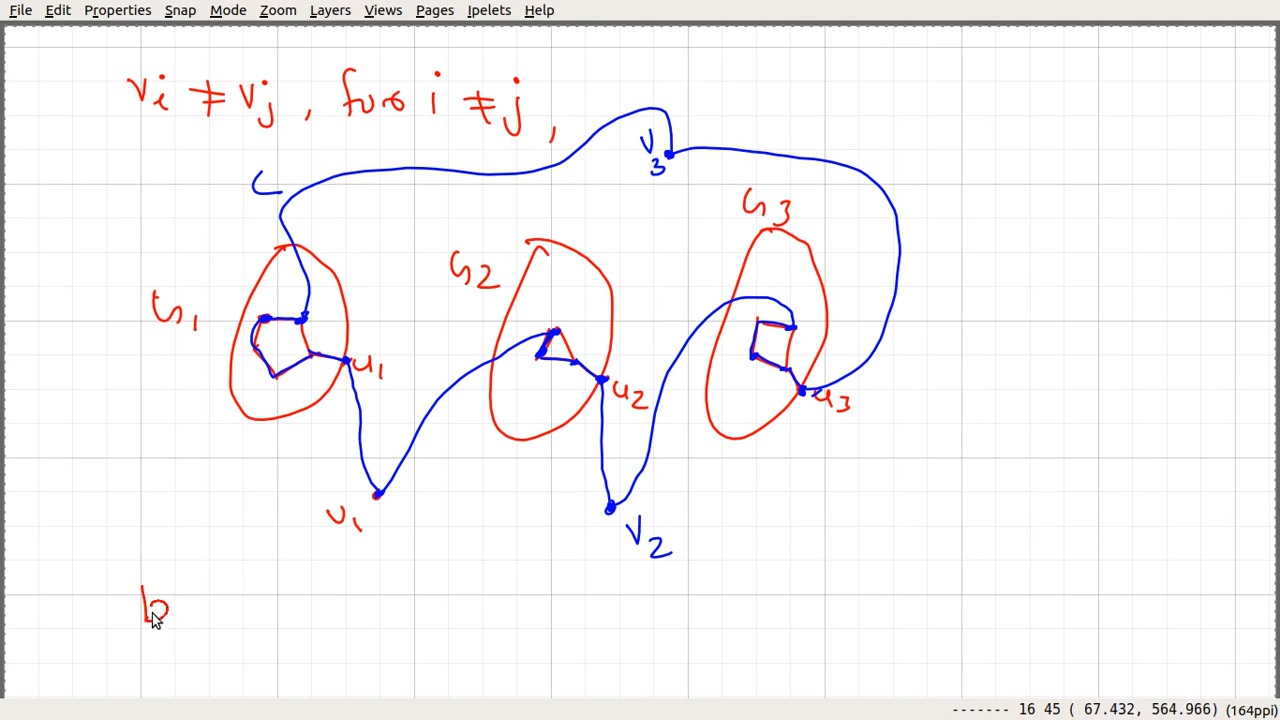 File Edit Properties Snap Mode Zoom Layers Views Pages Ipelets Help
vi ≠ vj, for i ≠ j,
v3
G3
G2
G1
u1
u2
u3
v1
v2
b
------- 16 45 ( 67.432, 564.966) (164ppi)